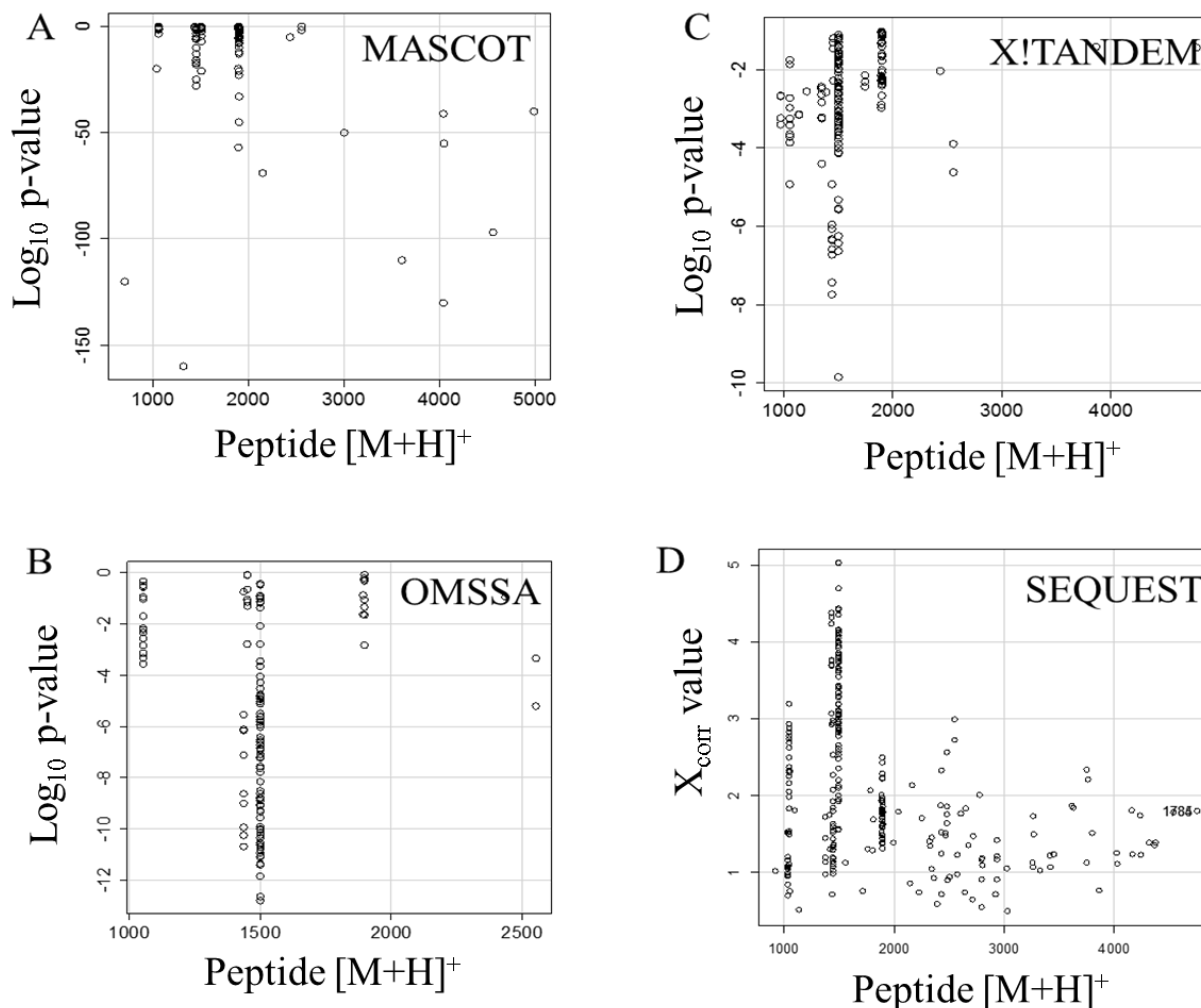 A
MASCOT
Log10 p-value
0
-50
-100
-150
1000 2000 3000 4000 5000
Peptide [M+H]+
C
X!TANDEM
Log10 p-value
-2
-4
-6
-8
-10
1000 2000 3000 4000
Peptide [M+H]+
B
OMSSA
Log10 p-value
0
-2
-4
-6
-8
-10
-12
1000 1500 2000 2500
Peptide [M+H]+
D
SEQUEST
Xcorr value
5
4
3
2
1
1000 2000 3000 4000
Peptide [M+H]+